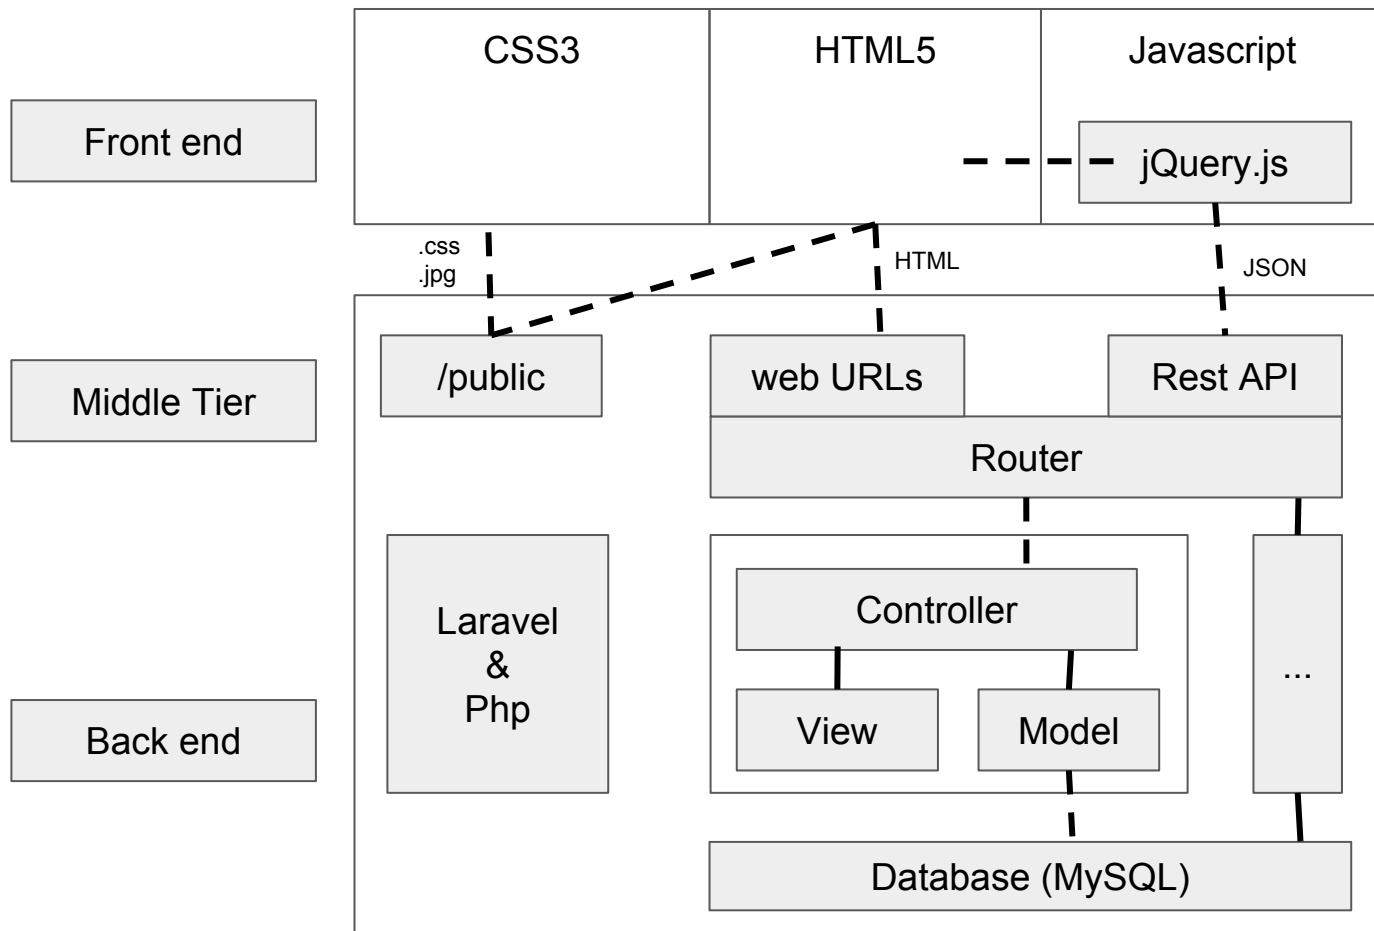 CSS3
HTML5
Javascript
Front end
jQuery.js
.css
.jpg
HTML
JSON
Middle Tier
/public
web URLs
Rest API
Router
Laravel
&
Php
Controller
...
Back end
View
Model
Database (MySQL)